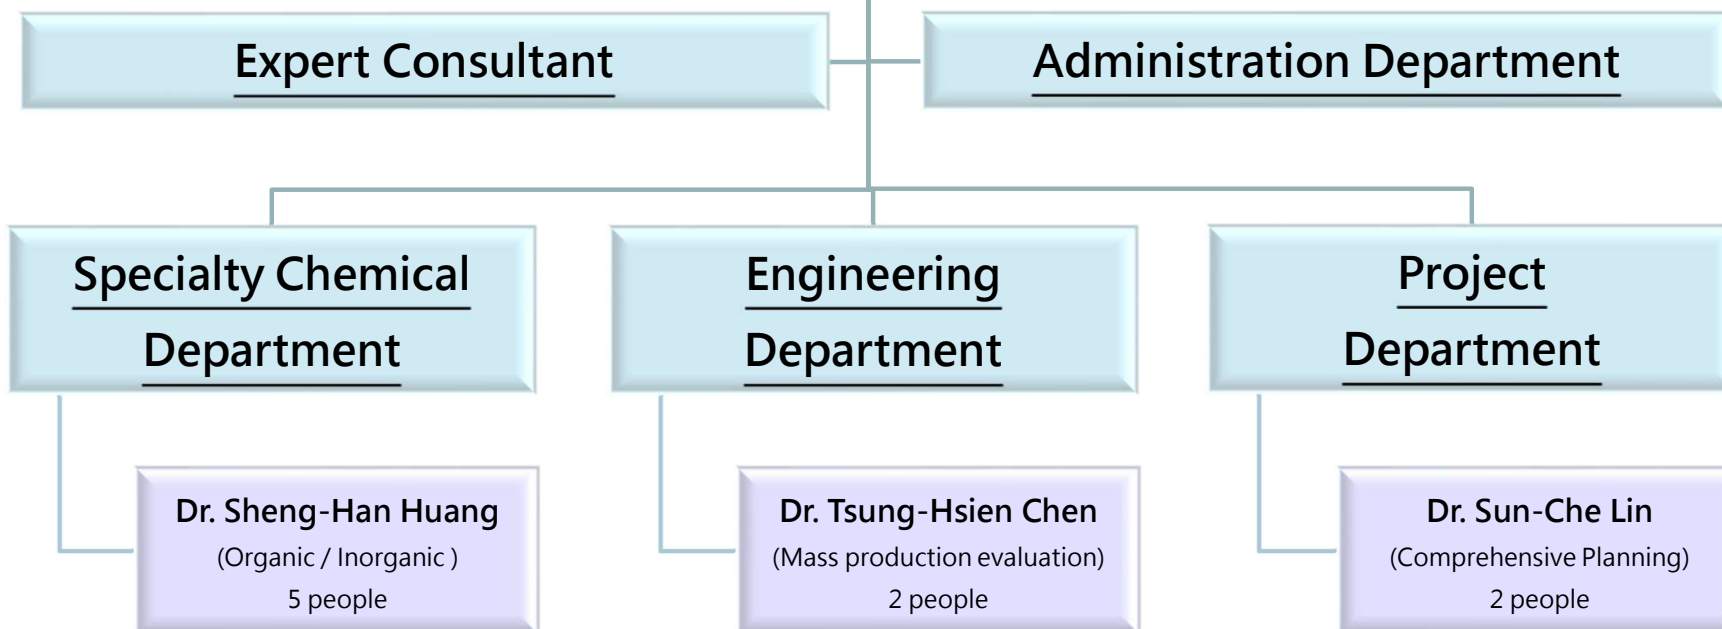 Expert Consultant
Administration Department
Specialty Chemical
Department
Engineering
Department
Project
Department
Dr. Sheng-Han Huang
(Organic / Inorganic )
5 people
Dr. Tsung-Hsien Chen
(Mass production evaluation)
2 people
Dr. Sun-Che Lin
(Comprehensive Planning)
2 people